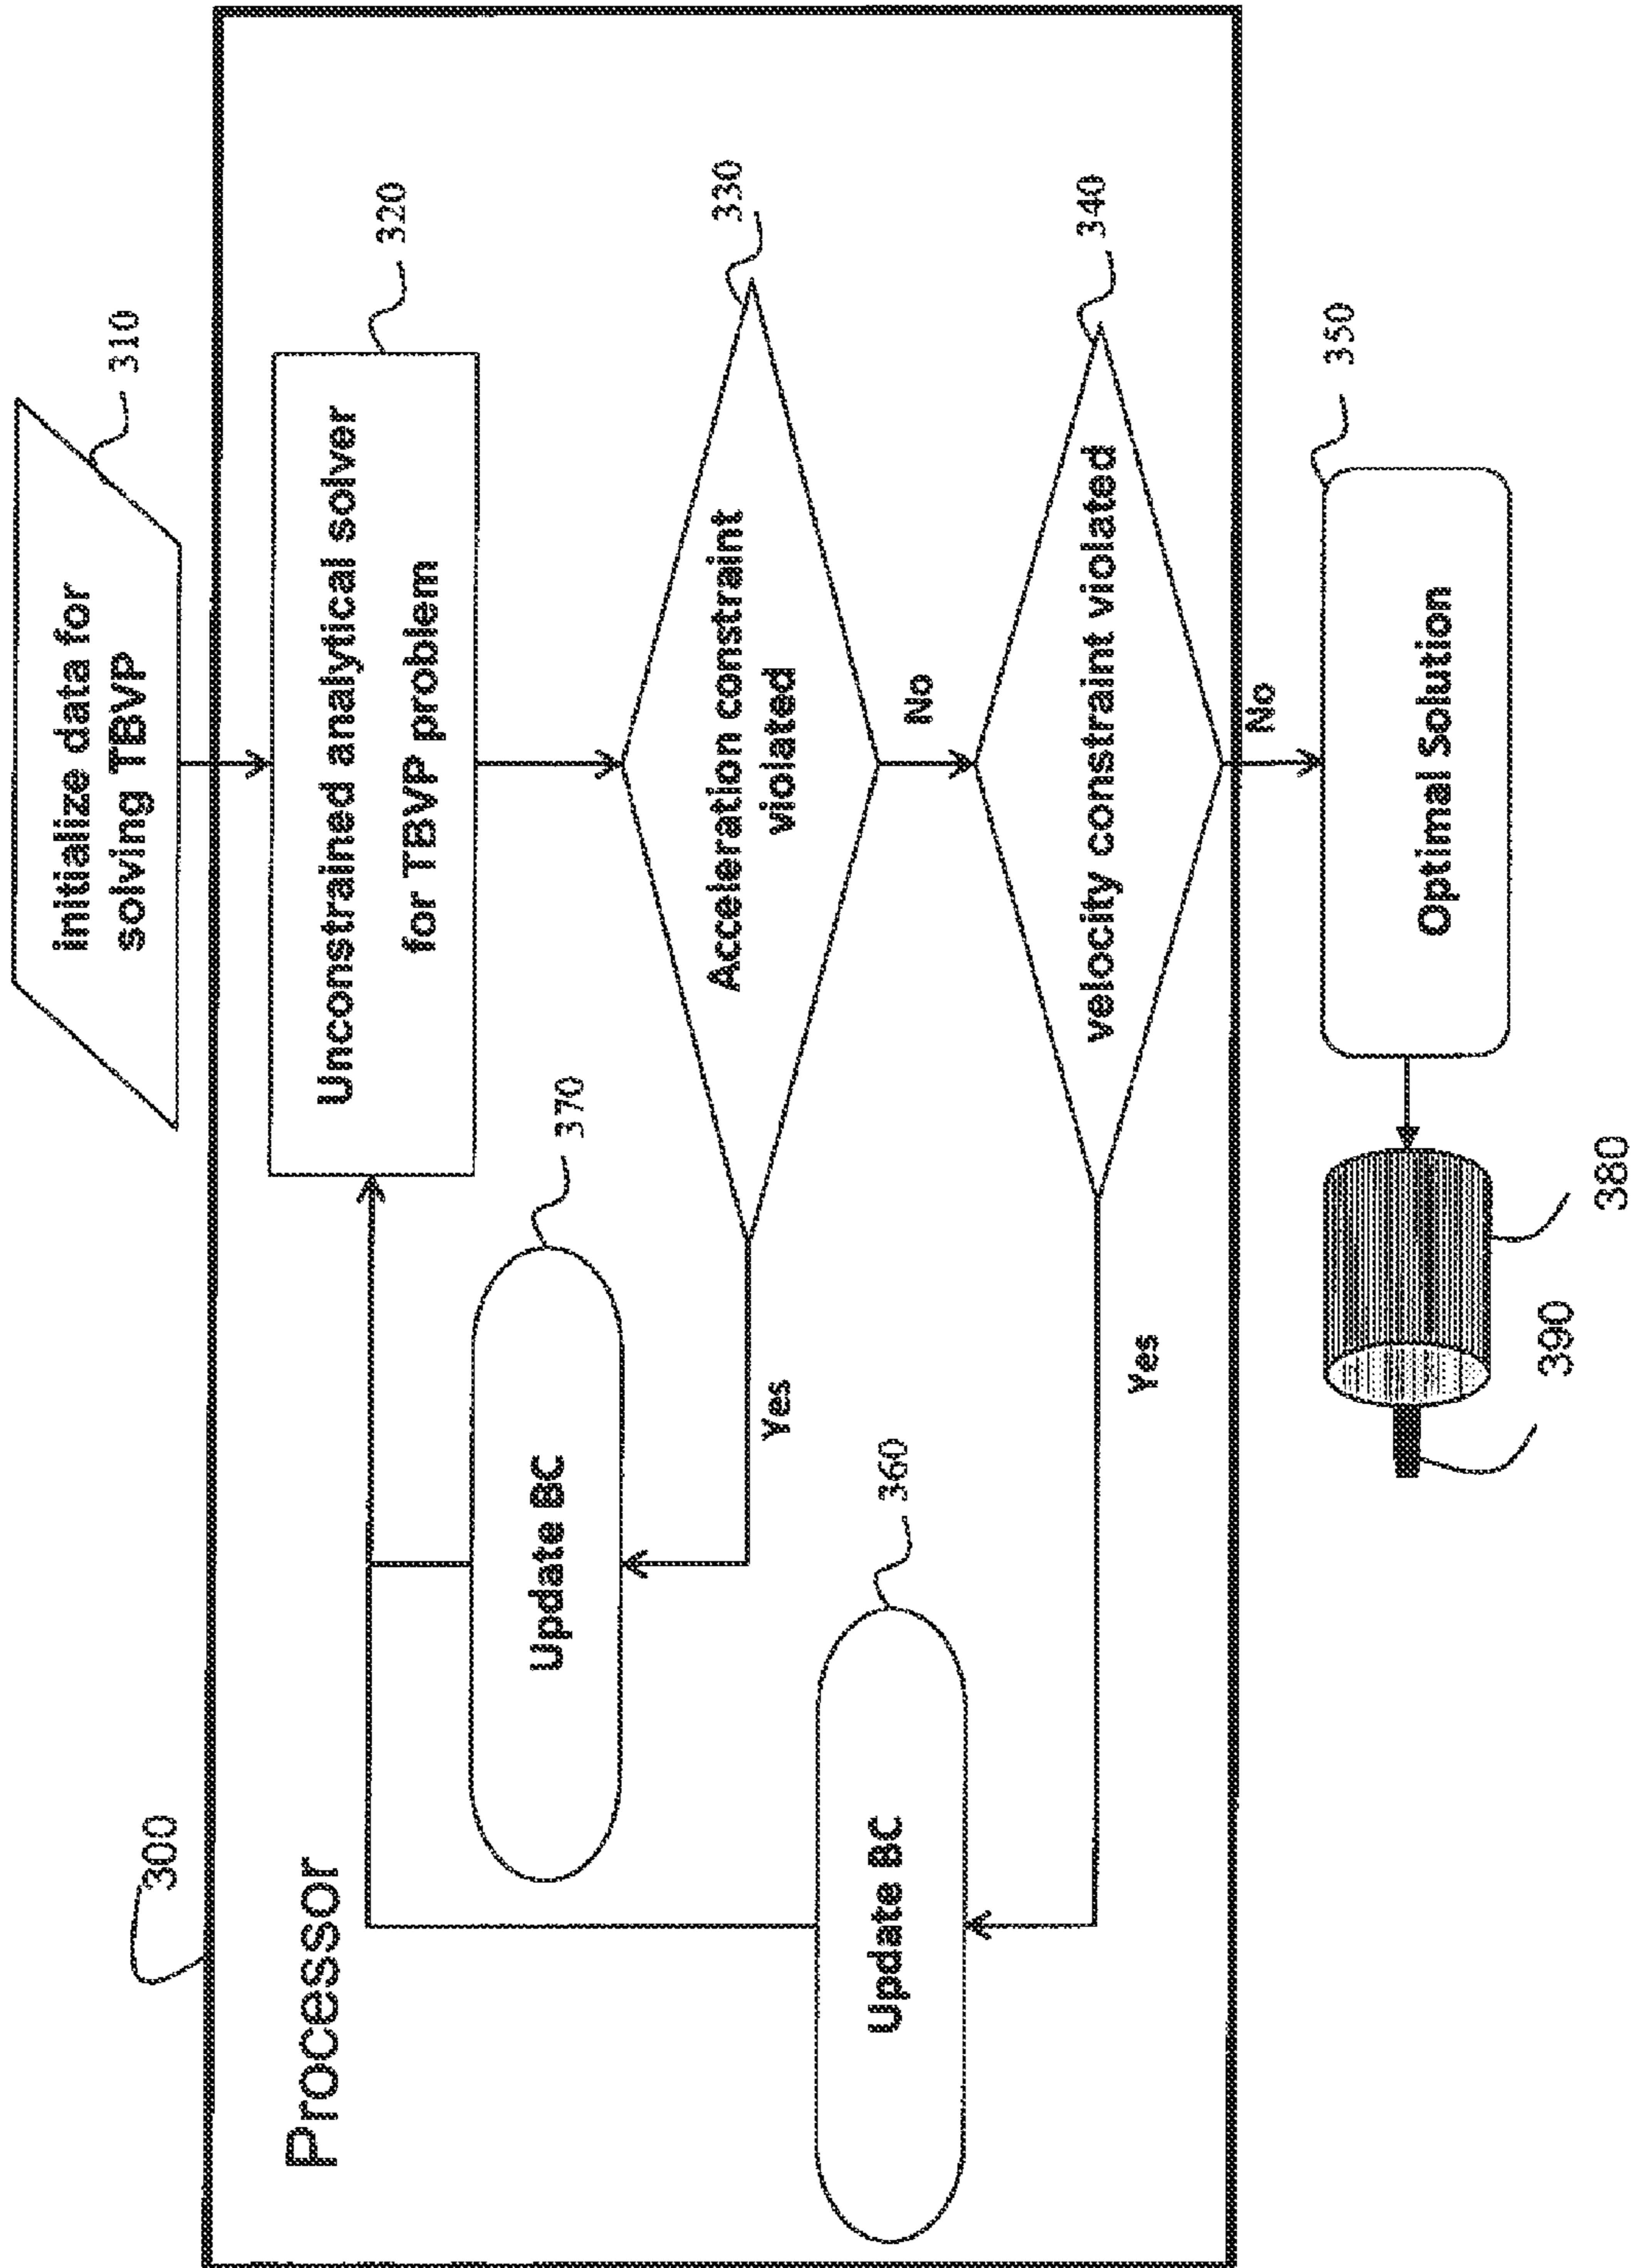 initialize data for
solving TBVP
310
300
Processor
Unconstrained analytical solver
for TBVP problem
320
370
Update BC
Acceleration constraint
violated
330
Yes
No
360
Update BC
velocity constraint violated
340
Yes
No
Optimal Solution
350
380
390